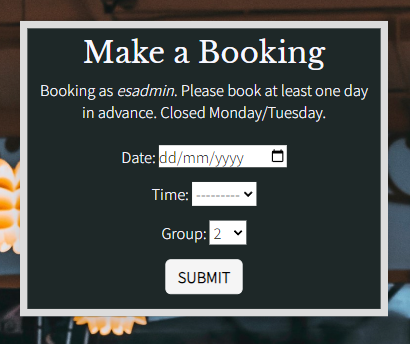 Make a Booking
Booking as esadmin. Please book at least one day
in advance. Closed Monday/Tuesday.
Date: dd/mm/yyyy
Time: ---------
Group: 2
SUBMIT